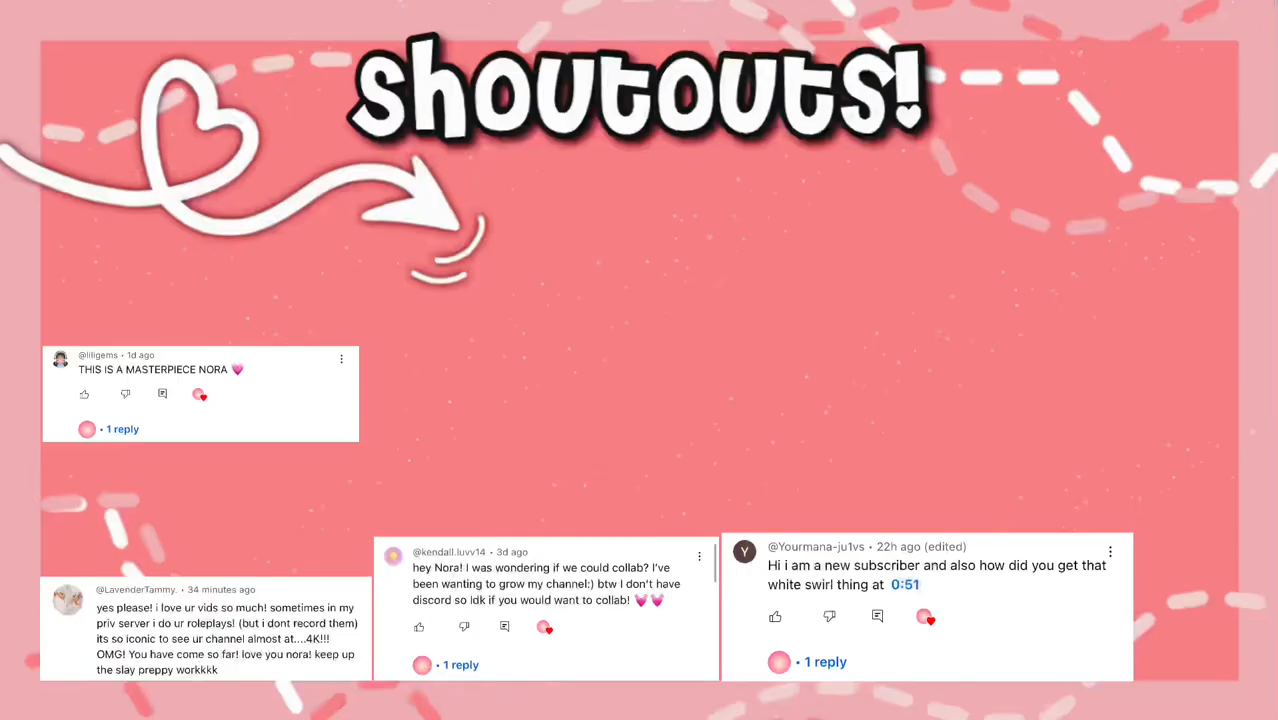 shoutouts!
@liligems • 1d ago
THIS IS A MASTERPIECE NORA 💗
• 1 reply
@LavenderTammy. • 34 minutes ago
yes please! i love ur vids so much! sometimes in my
priv server i do ur roleplays! (but i dont record them)
its so iconic to see ur channel almost at....4K!!!
OMG! You have come so far! love you nora! keep up
the slay preppy workkkk
@kendall.luvv14 • 3d ago
hey Nora! I was wondering if we could collab? I've
been wanting to grow my channel:) btw I don't have
discord so Idk if you would want to collab! 💓💓
• 1 reply
Y
@Yourmana-ju1vs • 22h ago (edited)
Hi i am a new subscriber and also how did you get that
white swirl thing at 0:51
• 1 reply